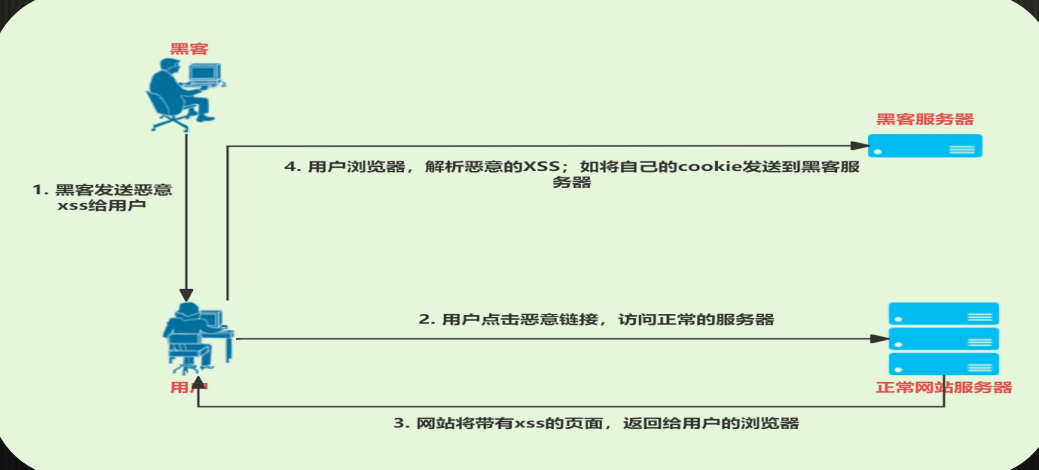 黑客
黑客服务器
4. 用户浏览器，解析恶意的XSS；如将自己的cookie发送到黑客服
务器
1. 黑客发送恶意
xss给用户
2. 用户点击恶意链接，访问正常的服务器
用户
正常网站服务器
3. 网站将带有xss的页面，返回给用户的浏览器